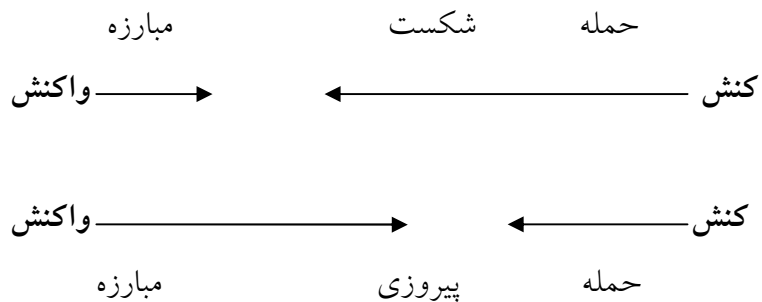 حمله شکست مبارزه
کنش واکنش
کنش واکنش
حمله پیروزی مبارزه